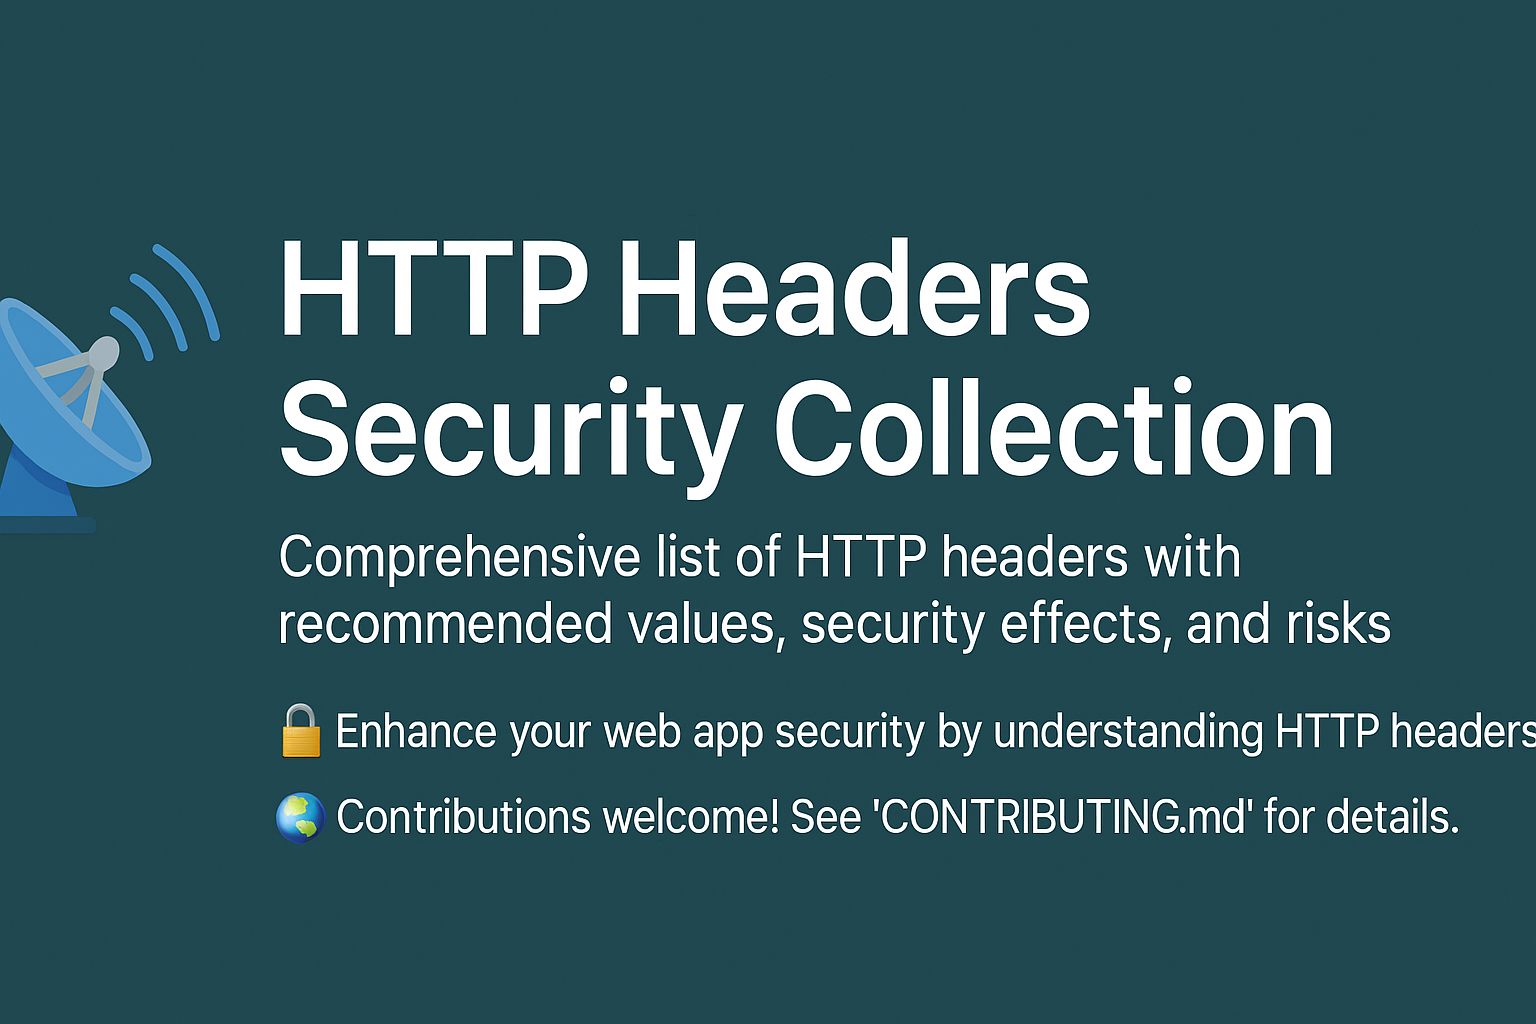 HTTP Headers
Security Collection
Comprehensive list of HTTP headers with
recommended values, security effects, and risks
🔒 Enhance your web app security by understanding HTTP headers
🌎 Contributions welcome! See 'CONTRIBUTING.md' for details.